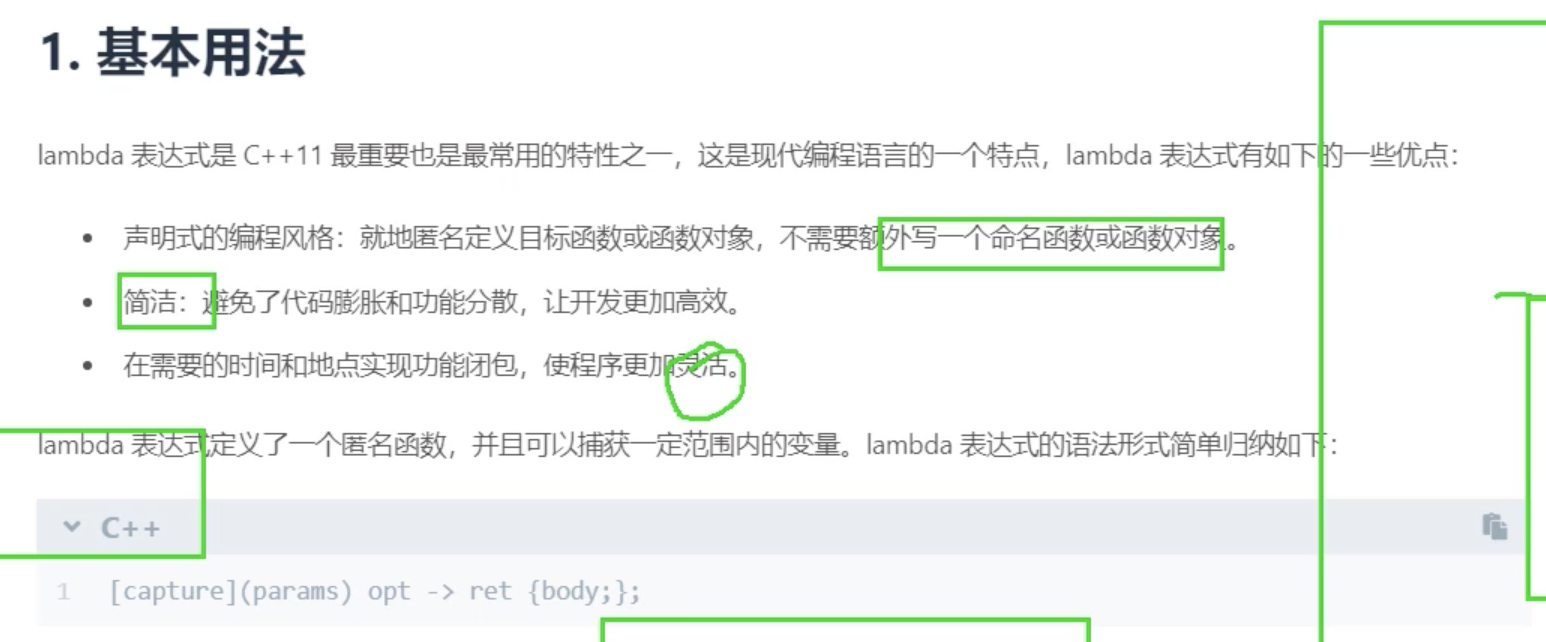 1. 基本用法
lambda 表达式是 C++11 最重要也是最常用的特性之一，这是现代编程语言的一个特点，lambda 表达式有如下的一些优点：
• 声明式的编程风格：就地匿名定义目标函数或函数对象，不需要额外写一个命名函数或函数对象。
• 简洁：避免了代码膨胀和功能分散，让开发更加高效。
• 在需要的时间和地点实现功能闭包，使程序更加灵活。
lambda 表达式定义了一个匿名函数，并且可以捕获一定范围内的变量。lambda 表达式的语法形式简单归纳如下：
C++
1 [capture](params) opt -> ret {body;};